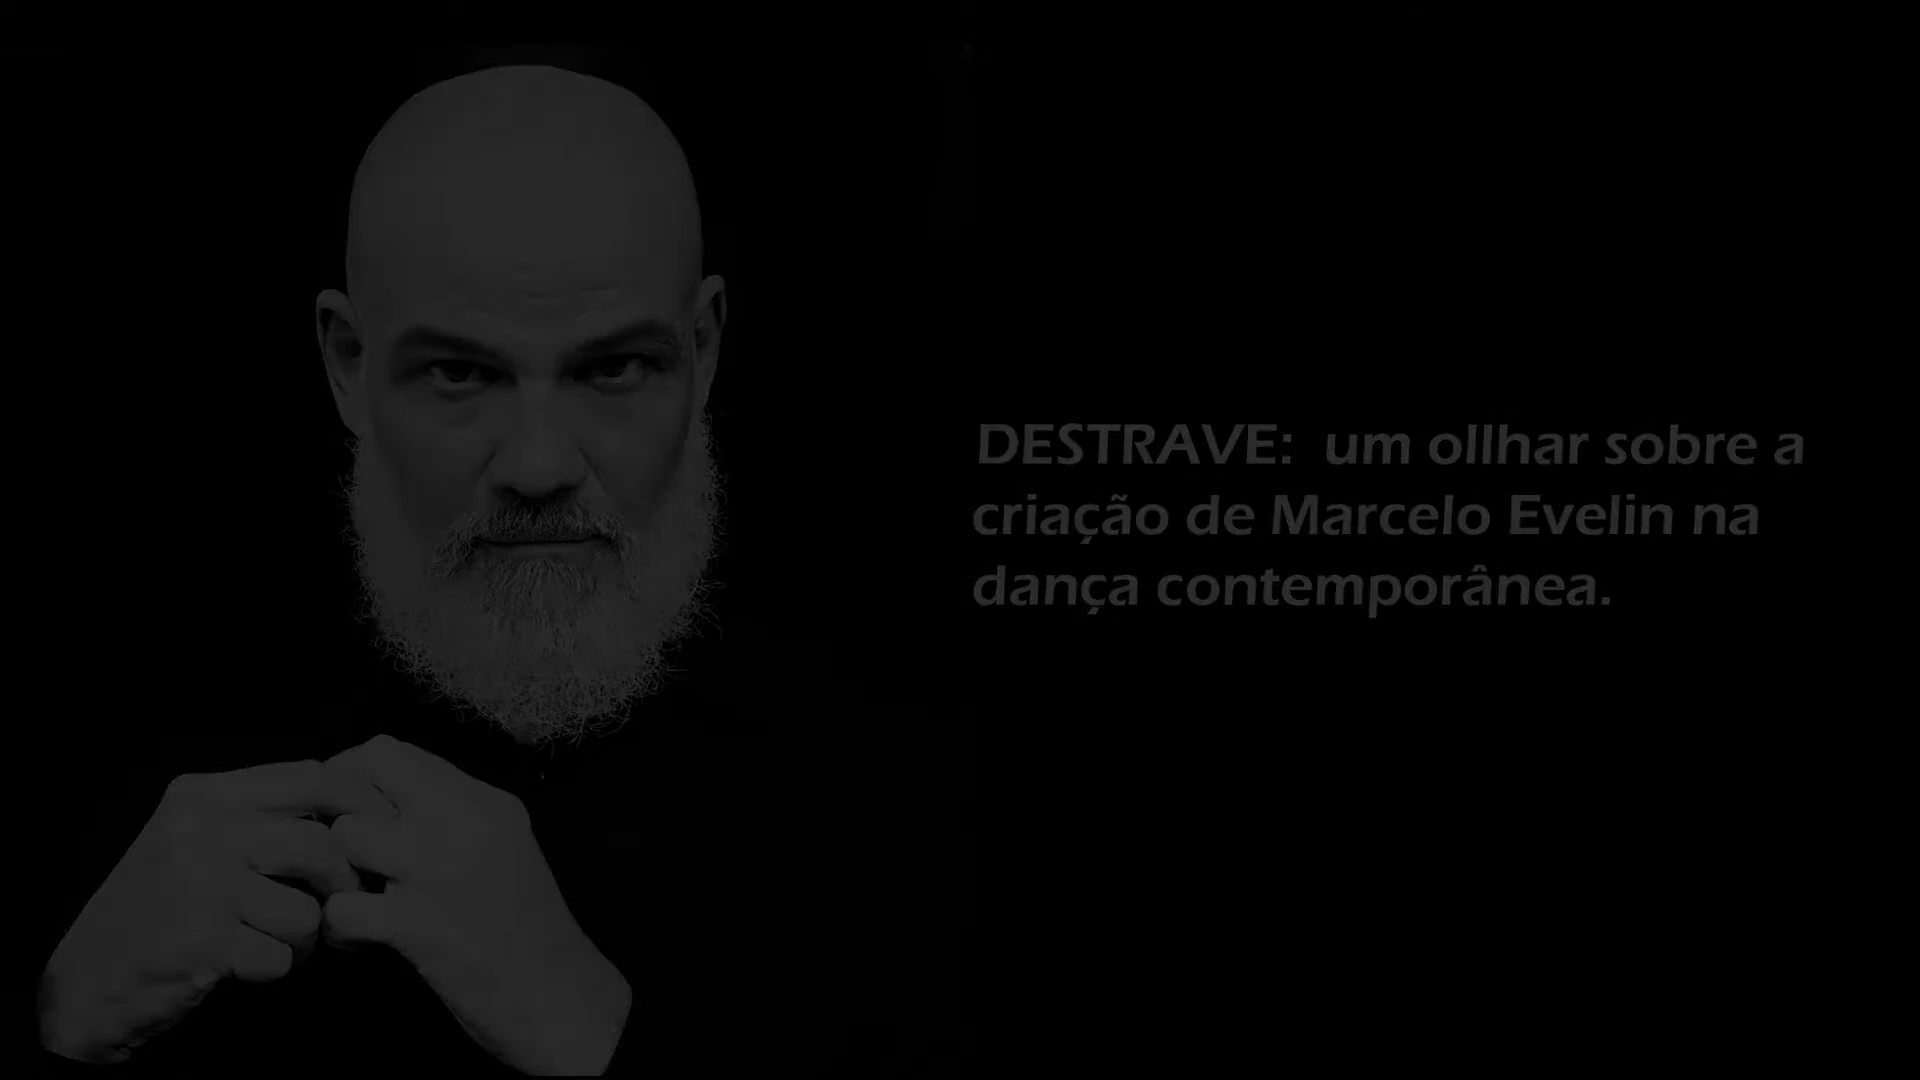 DESTRAVE: um ollhar sobre a
criação de Marcelo Evelin na
dança contemporânea.